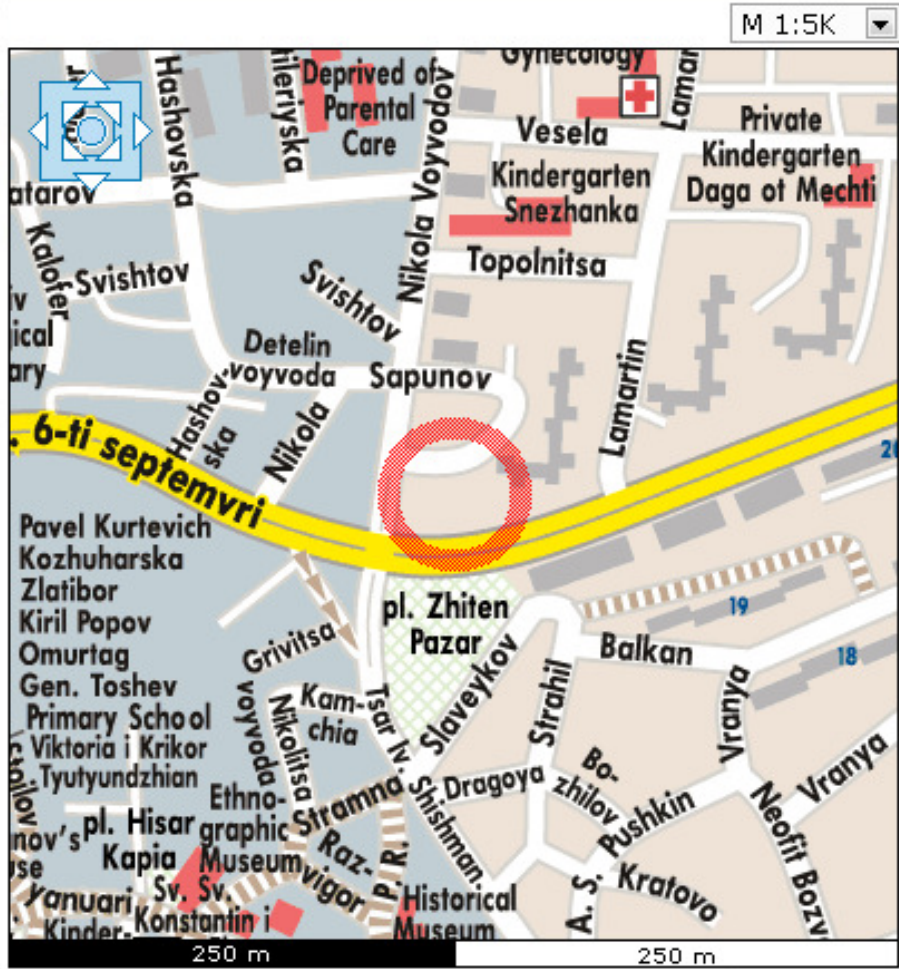 M 1:5K
Gynecology
Hashovska
Deprived of
Parental
Care
Nikola Voyvodov
Vesela
Private
Kindergarten
Daga ot Mechti
Kindergarten
Snezhanka
Kalofer
Svishtov
Svishtov
Topolnitsa
Detelin
voyvoda
Sapunov
Hashov-
ska
Nikola
Lamartin
6-ti septemvri
Pavel Kurtevich
Kozhuharska
Zlatibor
Kiril Popov
Omurtag
Gen. Toshev
Primary School
Viktoria i Krikor
Tyutyundzhian
pl. Zhiten
Pazar
19
18
Grivitsa
Balkan
voyvoda
Nikolitsa
Kam-
chia
Tsar Iv.
Shishman
Slaveykov
Strahil
Vranya
Vranya
Dragoya
Bo-
zhilov
Pushkin
A. S.
Neofit Bozv
Kratovo
Ethno-
graphic
Museum
Stramna
Raz-
vigor
P. R.
pl. Hisar
Kapia
Sv. Sv.
Konstantin i
yanuari
Kinder-
Historical
Museum
250 m
250 m